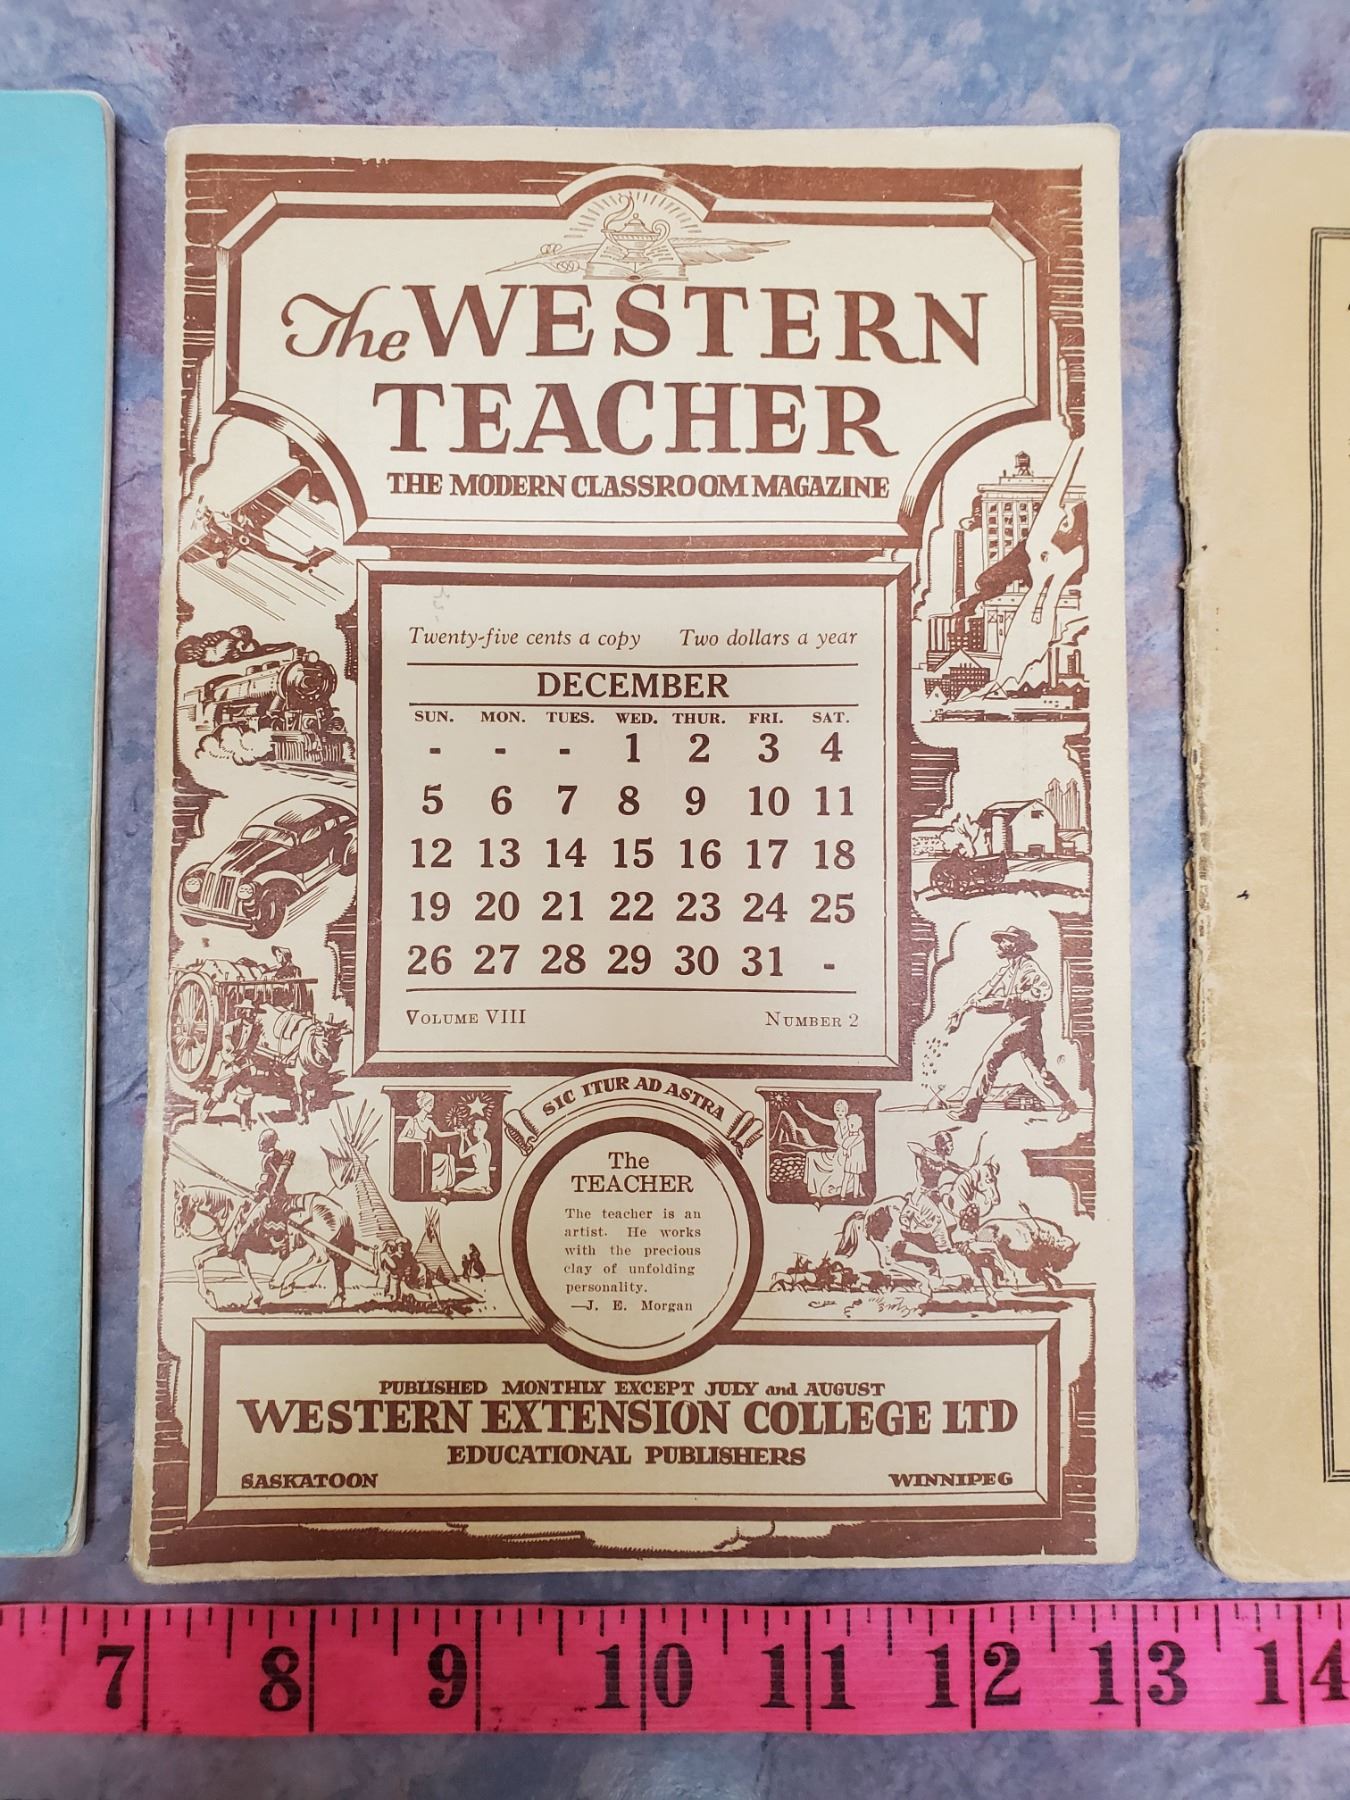 The WESTERN
TEACHER
THE MODERN CLASSROOM MAGAZINE
Twenty-five cents a copy Two dollars a year
DECEMBER
SUN. MON. TUES. WED. THUR. FRI. SAT.
- - - 1 2 3 4
5 6 7 8 9 10 11
12 13 14 15 16 17 18
19 20 21 22 23 24 25
26 27 28 29 30 31 -
VOLUME VIII NUMBER 2
SIC ITUR AD ASTRA
The
TEACHER
The teacher is an
artist. He works
with the precious
clay of unfolding
personality.
—J. E. Morgan
PUBLISHED MONTHLY EXCEPT JULY and AUGUST
WESTERN EXTENSION COLLEGE LTD
EDUCATIONAL PUBLISHERS
SASKATOON WINNIPEG
7 8 9 10 11 12 13 14